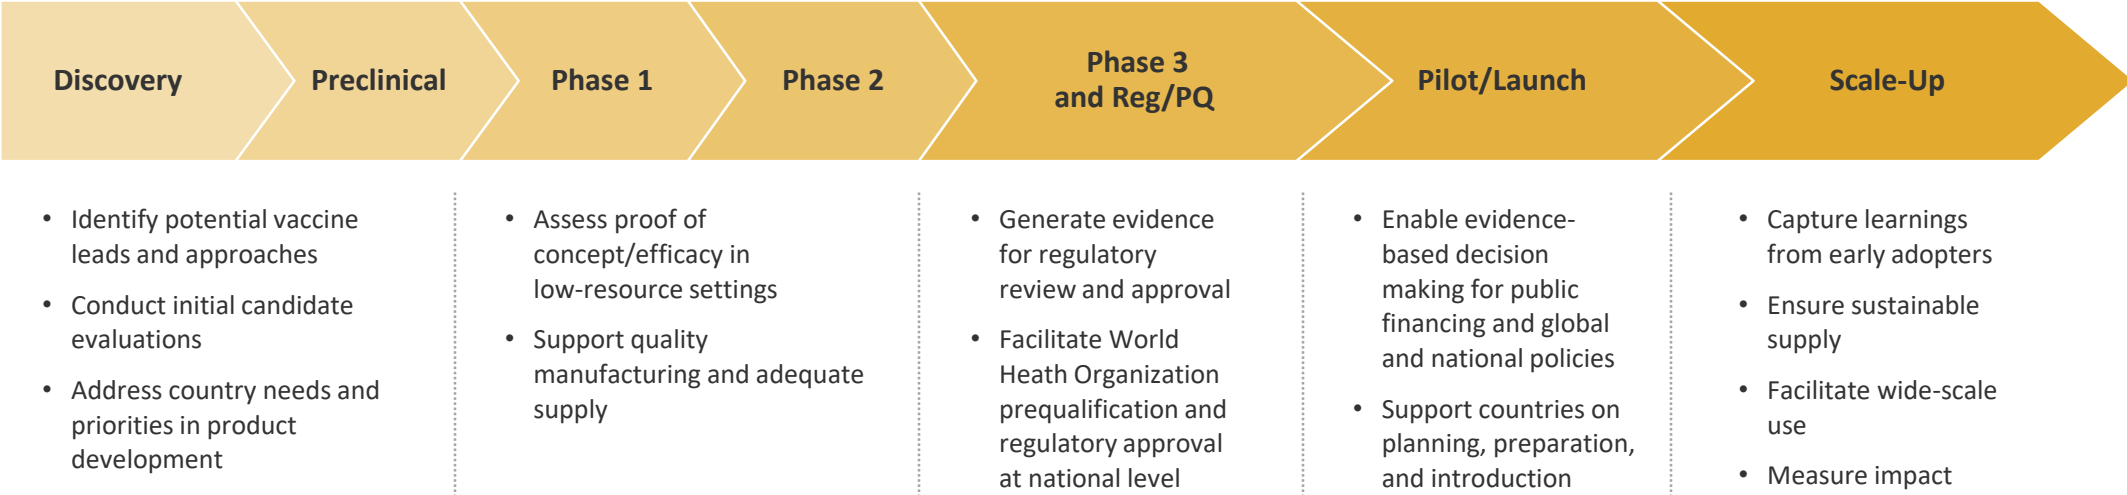 Discovery
Preclinical
Phase 1
Phase 2
Phase 3
and Reg/PQ
Pilot/Launch
Scale-Up
• Identify potential vaccine
leads and approaches
• Conduct initial candidate
evaluations
• Address country needs and
priorities in product
development
• Assess proof of
concept/efficacy in
low-resource settings
• Support quality
manufacturing and adequate
supply
• Generate evidence
for regulatory
review and approval
• Facilitate World
Heath Organization
prequalification and
regulatory approval
at national level
• Enable evidence-
based decision
making for public
financing and global
and national policies
• Support countries on
planning, preparation,
and introduction
• Capture learnings
from early adopters
• Ensure sustainable
supply
• Facilitate wide-scale
use
• Measure impact